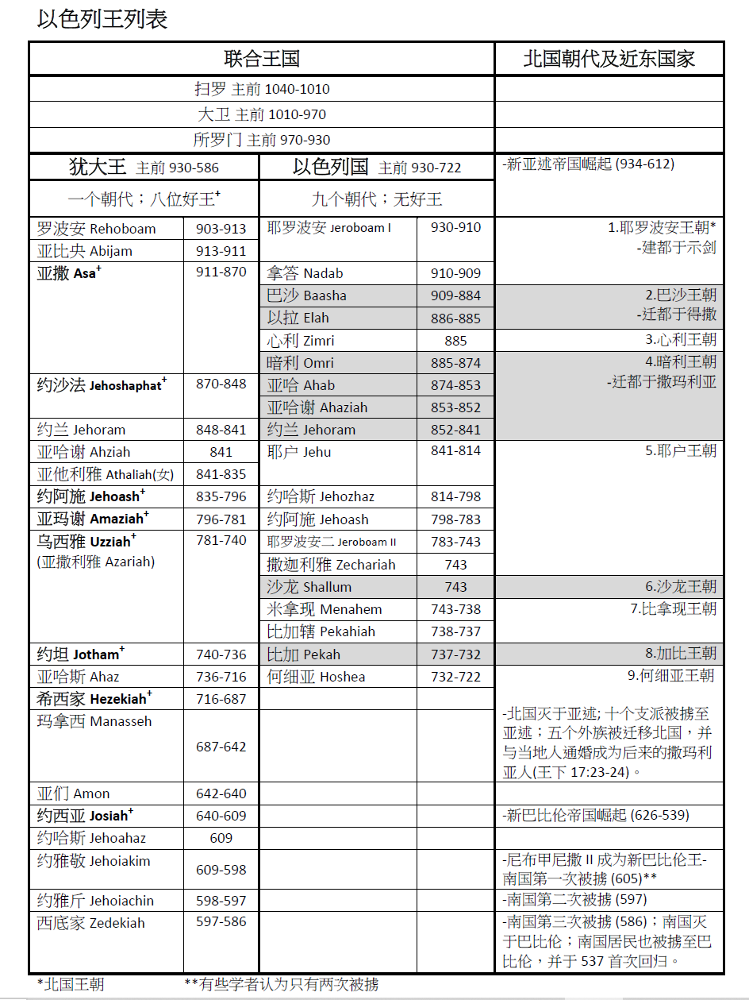 以色列王列表
联合王国 北国朝代及近东国家
扫罗 主前 1040-1010
大卫 主前 1010-970
所罗门 主前 970-930
犹大王 主前 930-586 以色列国 主前 930-722 -新亚述帝国崛起 (934-612)
一个朝代；八位好王⸸ 九个朝代；无好王
罗波安 Rehoboam 903-913 耶罗波安 Jeroboam I 930-910 1.耶罗波安王朝*
亚比央 Abijam 913-911 -建都于示剑
亚撒 Asa⸸ 911-870 拿答 Nadab 910-909
巴沙 Baasha 909-884 2.巴沙王朝
以拉 Elah 886-885 -迁都于得撒
心利 Zimri 885 3.心利王朝
暗利 Omri 885-874 4.暗利王朝
约沙法 Jehoshaphat⸸ 870-848 亚哈 Ahab 874-853 -迁都于撒玛利亚
亚哈谢 Ahaziah 853-852
约兰 Jehoram 848-841 约兰 Jehoram 852-841
亚哈谢 Ahziah 841 耶户 Jehu 841-814 5.耶户王朝
亚他利雅 Athaliah(女) 841-835
约阿施 Jehoash⸸ 835-796 约哈斯 Jehozhaz 814-798
亚玛谢 Amaziah⸸ 796-781 约阿施 Jehoash 798-783
乌西雅 Uzziah⸸ 781-740 耶罗波安二 Jeroboam II 783-743
(亚撒利雅 Azariah) 撒迦利雅 Zechariah 743
沙龙 Shallum 743 6.沙龙王朝
米拿现 Menahem 743-738 7.比拿现王朝
比加辖 Pekahiah 738-737
约坦 Jotham⸸ 740-736 比加 Pekah 737-732 8.加比王朝
亚哈斯 Ahaz 736-716 何细亚 Hoshea 732-722 9.何细亚王朝
希西家 Hezekiah⸸ 716-687
玛拿西 Manasseh 687-642 -北国灭于亚述; 十个支派被掳至
亚述；五个外族被迁移北国，并
与当地人通婚成为后来的撒玛利
亚人(王下 17:23-24)。
亚们 Amon 642-640
约西亚 Josiah⸸ 640-609 -新巴比伦帝国崛起 (626-539)
约哈斯 Jehoahaz 609
约雅敬 Jehoiakim 609-598 -尼布甲尼撒 II 成为新巴比伦王-
南国第一次被掳 (605)**
约雅斤 Jehoiachin 598-597 -南国第二次被掳 (597)
西底家 Zedekiah 597-586 -南国第三次被掳 (586)；南国灭
于巴比伦；南国居民也被掳至巴
比伦，并于 537 首次回归。
*北国王朝 **有些学者认为只有两次被掳